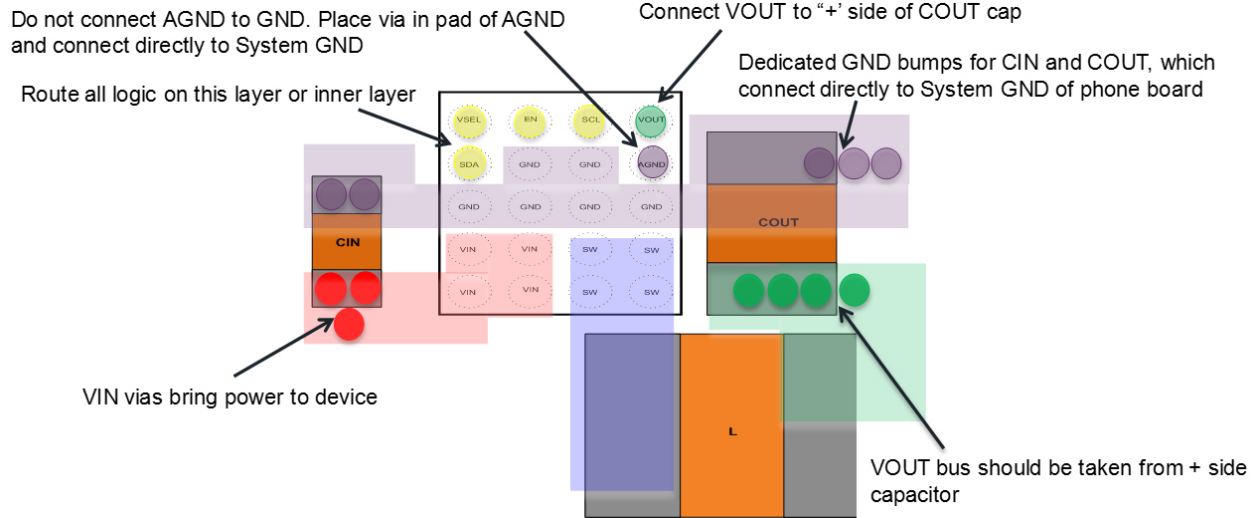 Do not connect AGND to GND. Place via in pad of AGND
and connect directly to System GND
Connect VOUT to “+’ side of COUT cap
Dedicated GND bumps for CIN and COUT, which
connect directly to System GND of phone board
Route all logic on this layer or inner layer
VSEL EN SCL VOUT
SDA GND GND AGND
GND GND GND GND
VIN VIN SW SW
VIN VIN SW SW
CIN
COUT
L
VIN vias bring power to device
VOUT bus should be taken from + side
capacitor